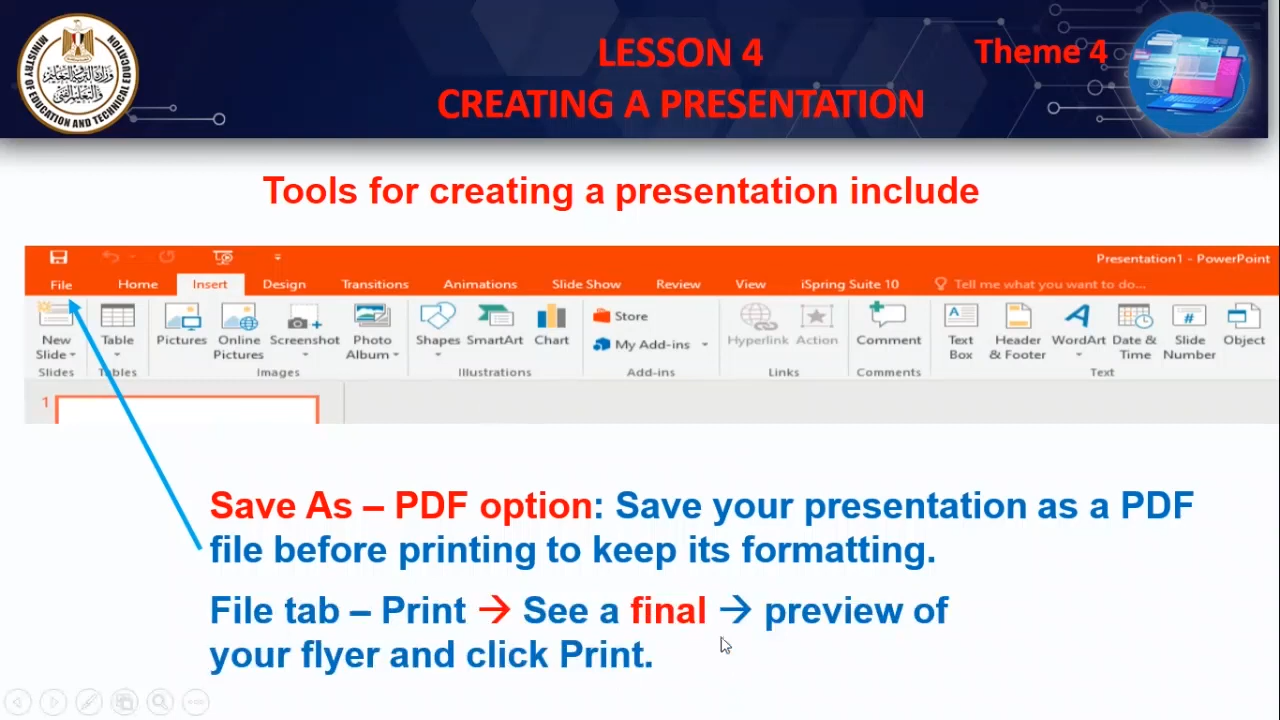 MINISTRY OF EDUCATION AND TECHNICAL EDUCATION
وزارة التربية والتعليم
والتعليم الفني
LESSON 4
Theme 4
CREATING A PRESENTATION
Tools for creating a presentation include
Presentation1 - PowerPoint
File Home Insert Design Transitions Animations Slide Show Review View iSpring Suite 10 Tell me what you want to do...
New Slide
Table
Pictures
Online Pictures
Screenshot
Photo Album
Shapes
SmartArt
Chart
Store
My Add-ins
Hyperlink
Action
Comment
Text Box
Header & Footer
WordArt
Date & Time
Slide Number
Object
Slides Tables Images Illustrations Add-ins Links Comments Text
1
Save As – PDF option: Save your presentation as a PDF
file before printing to keep its formatting.
File tab – Print → See a final → preview of
your flyer and click Print.